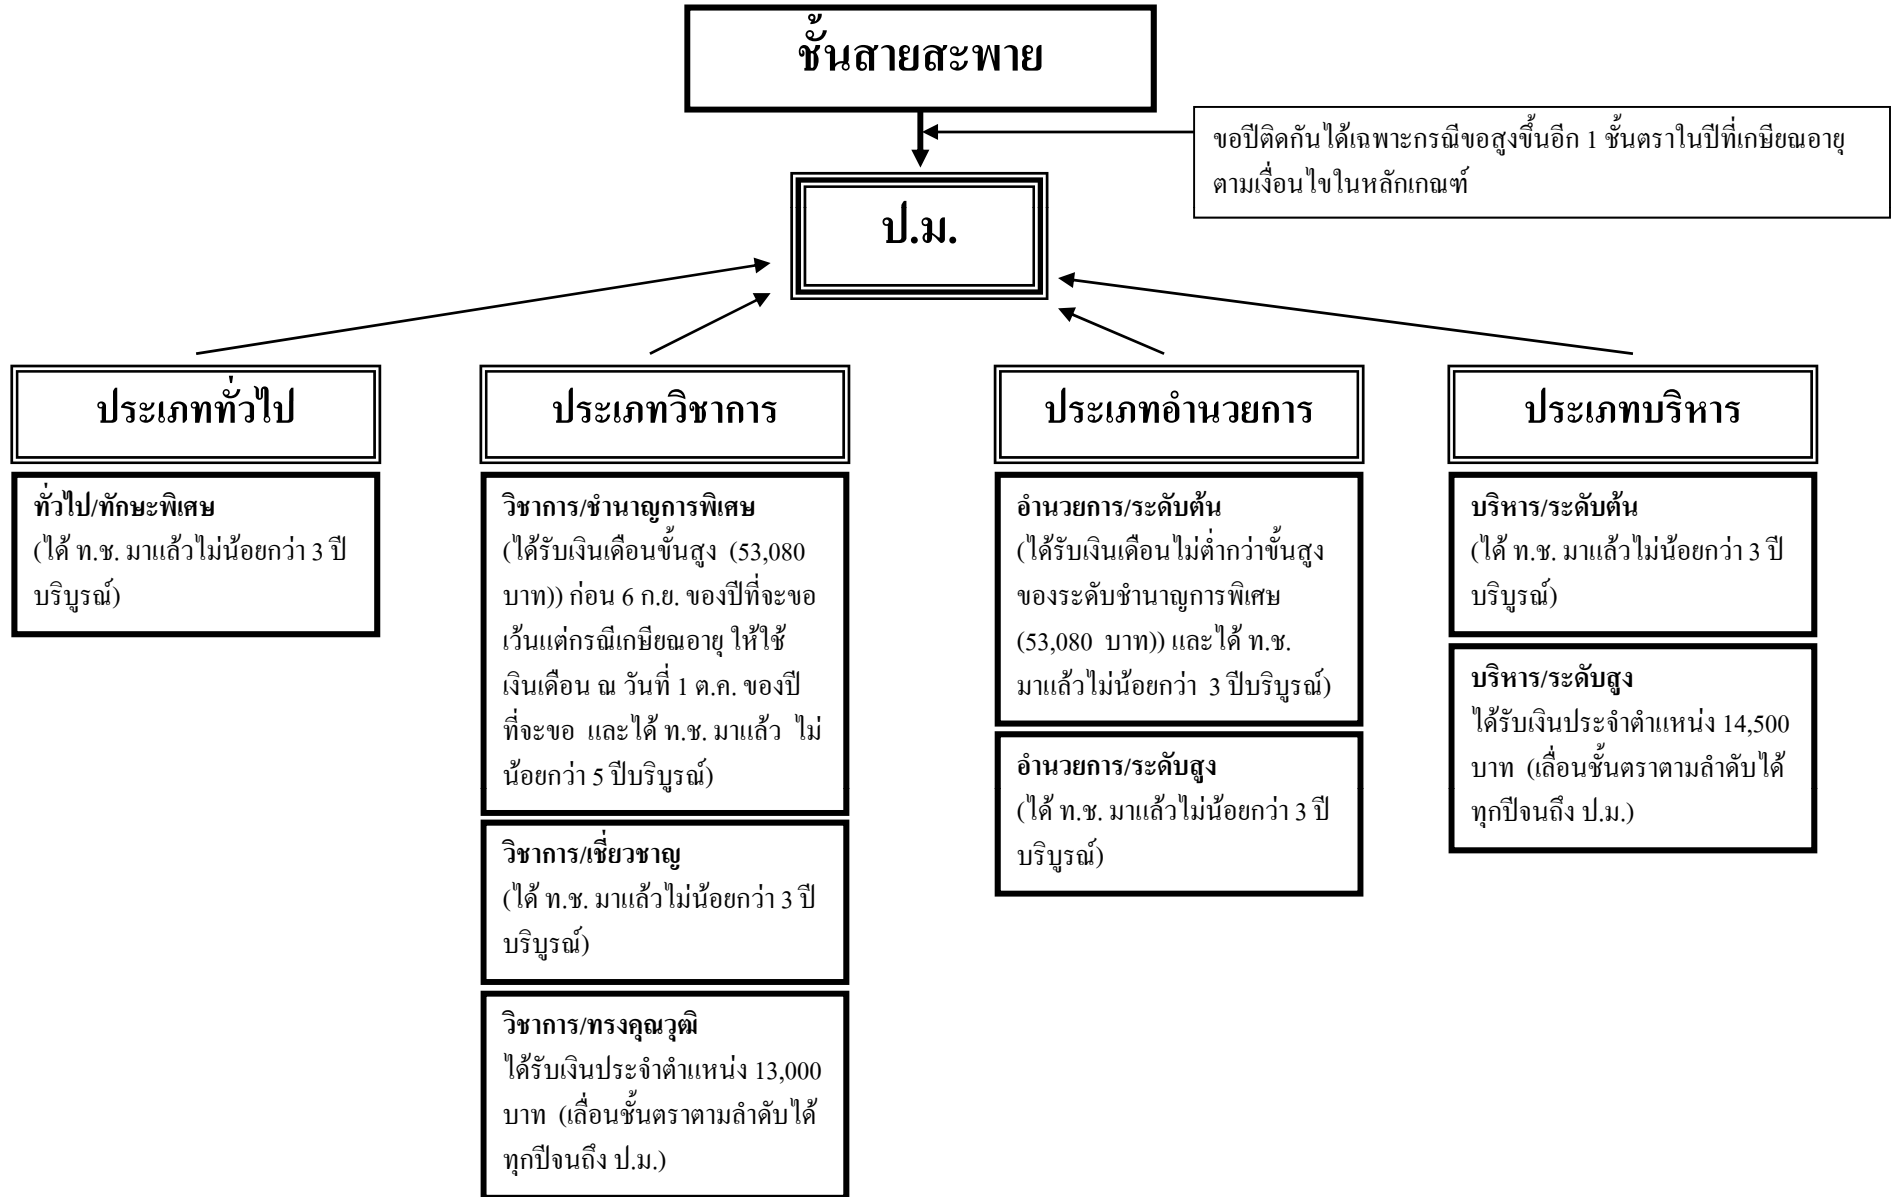 ชั้นสายสะพาย
ขอปีติดกันได้เฉพาะกรณีขอสูงขึ้นอีก 1 ชั้นตราในปีที่เกษียณอายุ
ตามเงื่อนไขในหลักเกณฑ์
ป.ม.
ประเภททั่วไป
ทั่วไป/ทักษะพิเศษ
(ได้ ท.ช. มาแล้วไม่น้อยกว่า 3 ปี
บริบูรณ์)
ประเภทวิชาการ
วิชาการ/ชำนาญการพิเศษ
(ได้รับเงินเดือนขั้นสูง (53,080
บาท)) ก่อน 6 ก.ย. ของปีที่จะขอ
เว้นแต่กรณีเกษียณอายุ ให้ใช้
เงินเดือน ณ วันที่ 1 ต.ค. ของปี
ที่จะขอ และได้ ท.ช. มาแล้ว ไม่
น้อยกว่า 5 ปีบริบูรณ์)
วิชาการ/เชี่ยวชาญ
(ได้ ท.ช. มาแล้วไม่น้อยกว่า 3 ปี
บริบูรณ์)
วิชาการ/ทรงคุณวุฒิ
ได้รับเงินประจำตำแหน่ง 13,000
บาท (เลื่อนชั้นตราตามลำดับได้
ทุกปีจนถึง ป.ม.)
ประเภทอำนวยการ
อำนวยการ/ระดับต้น
(ได้รับเงินเดือนไม่ต่ำกว่าขั้นสูง
ของระดับชำนาญการพิเศษ
(53,080 บาท)) และได้ ท.ช.
มาแล้วไม่น้อยกว่า 3 ปีบริบูรณ์)
อำนวยการ/ระดับสูง
(ได้ ท.ช. มาแล้วไม่น้อยกว่า 3 ปี
บริบูรณ์)
ประเภทบริหาร
บริหาร/ระดับต้น
(ได้ ท.ช. มาแล้วไม่น้อยกว่า 3 ปี
บริบูรณ์)
บริหาร/ระดับสูง
ได้รับเงินประจำตำแหน่ง 14,500
บาท (เลื่อนชั้นตราตามลำดับได้
ทุกปีจนถึง ป.ม.)